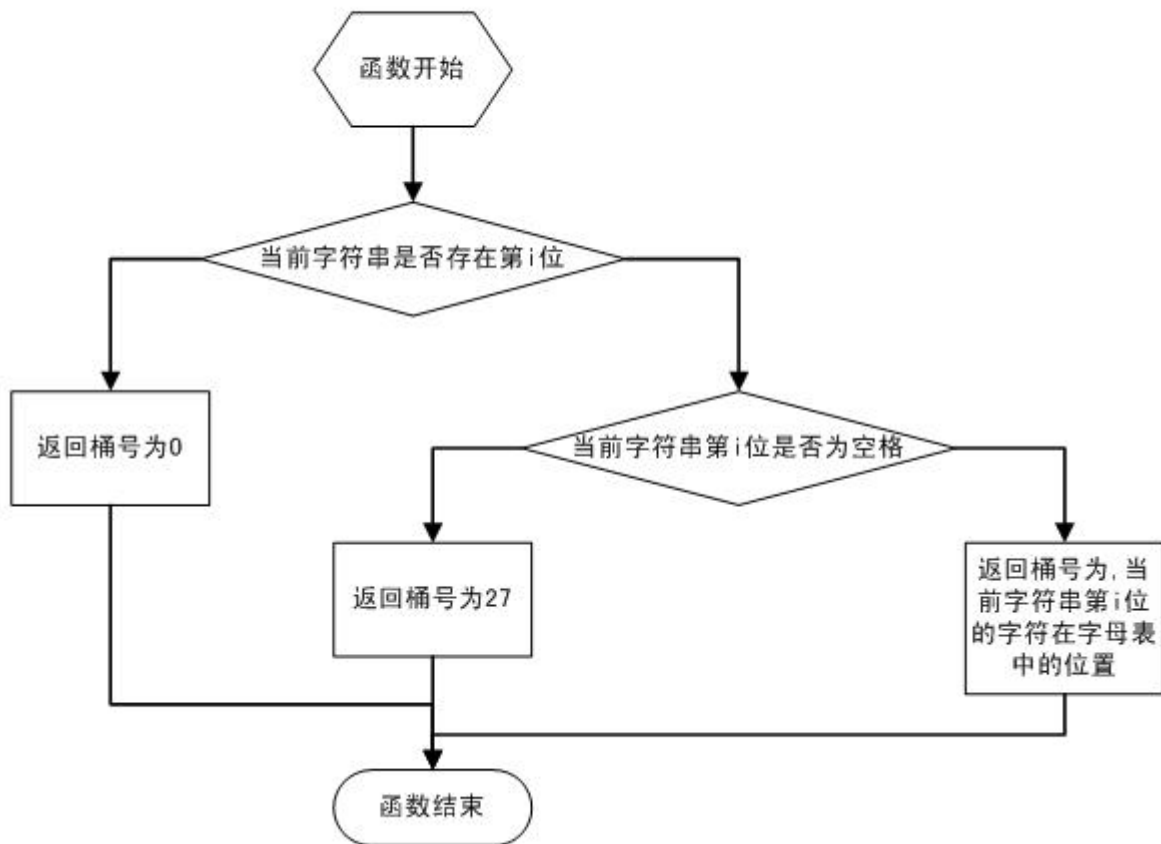 函数开始
当前字符串是否存在第i位
返回桶号为0
当前字符串第i位是否为空格
返回桶号为27
返回桶号为,当
前字符串第i位
的字符在字母表
中的位置
函数结束